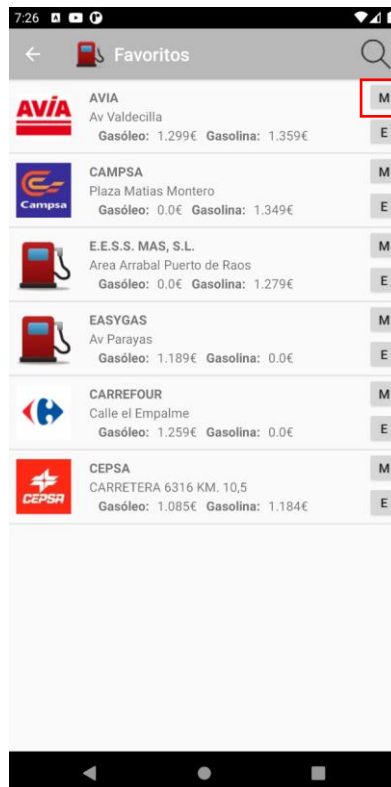 7:26
Favoritos
AVIA
AVIA
M
Av Valdecilla
Gasóleo: 1.299€ Gasolina: 1.359€
E
CAMPSA
M
Plaza Matias Montero
Campsa
Gasóleo: 0.0€ Gasolina: 1.349€
E
E.E.S.S. MAS, S.L.
M
Area Arrabal Puerto de Raos
Gasóleo: 0.0€ Gasolina: 1.279€
E
EASYGAS
M
Av Parayas
Gasóleo: 1.189€ Gasolina: 0.0€
E
CARREFOUR
M
Calle el Empalme
Gasóleo: 1.259€ Gasolina: 0.0€
E
CEPSA
M
CARRETERA 6316 KM. 10,5
CEPSA
Gasóleo: 1.085€ Gasolina: 1.184€
E